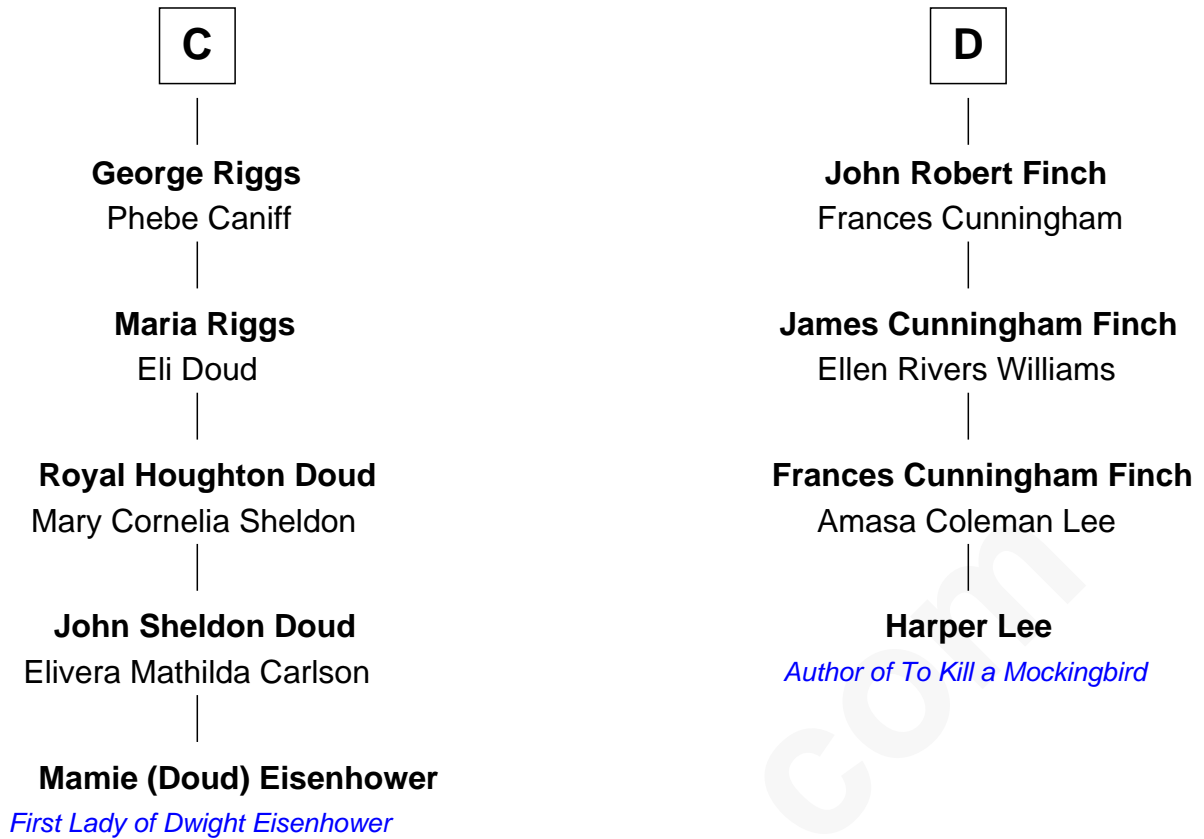 C
George Riggs
Phebe Caniff
Maria Riggs
Eli Doud
Royal Houghton Doud
Mary Cornelia Sheldon
John Sheldon Doud
Elivera Mathilda Carlson
Mamie (Doud) Eisenhower
First Lady of Dwight Eisenhower
D
John Robert Finch
Frances Cunningham
James Cunningham Finch
Ellen Rivers Williams
Frances Cunningham Finch
Amasa Coleman Lee
Harper Lee
Author of To Kill a Mockingbird
com